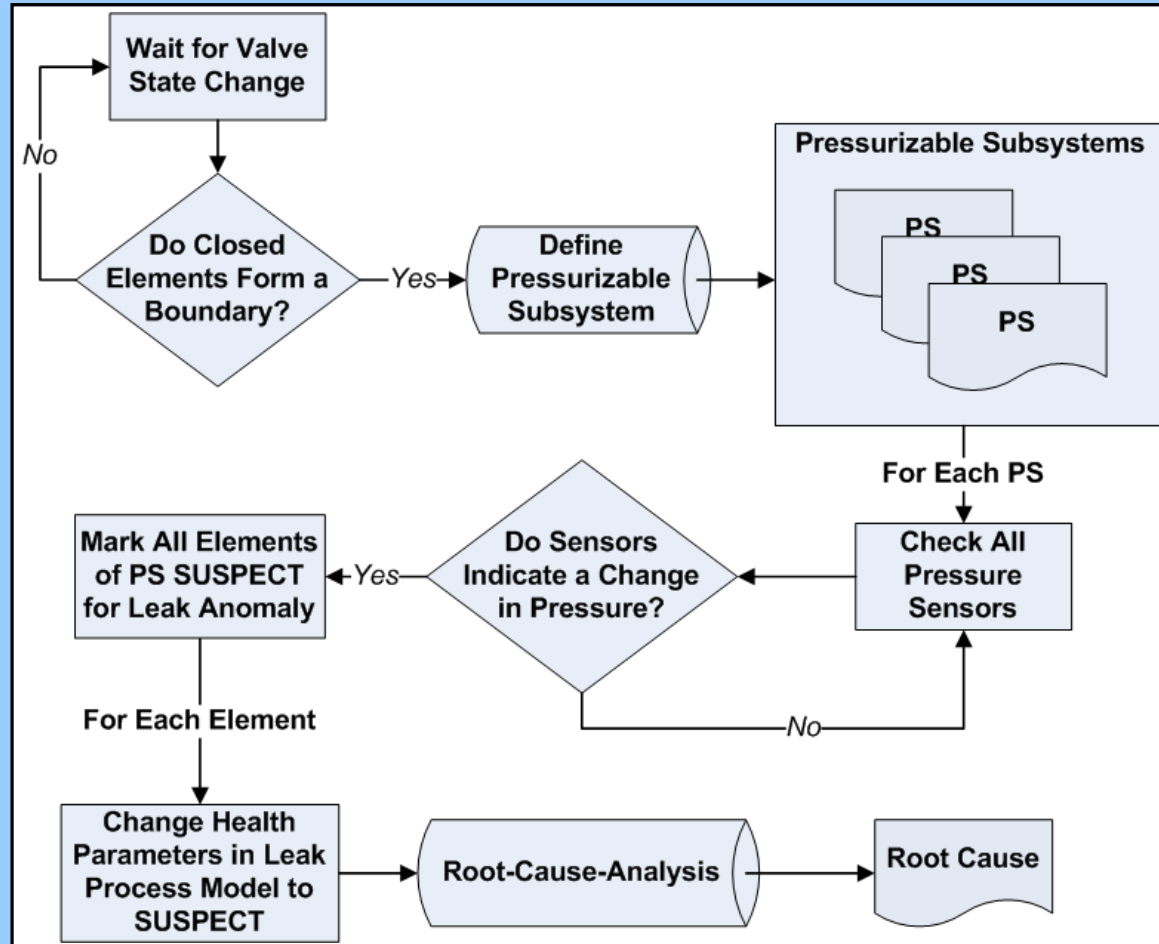 Wait for Valve
State Change
No
Do Closed
Elements Form a
Boundary?
Yes
Define
Pressurizable
Subsystem
Pressurizable Subsystems
PS
PS
PS
For Each PS
Check All
Pressure
Sensors
Do Sensors
Indicate a Change
in Pressure?
No
Yes
Mark All Elements
of PS SUSPECT
for Leak Anomaly
For Each Element
Change Health
Parameters in Leak
Process Model to
SUSPECT
Root-Cause-Analysis
Root Cause